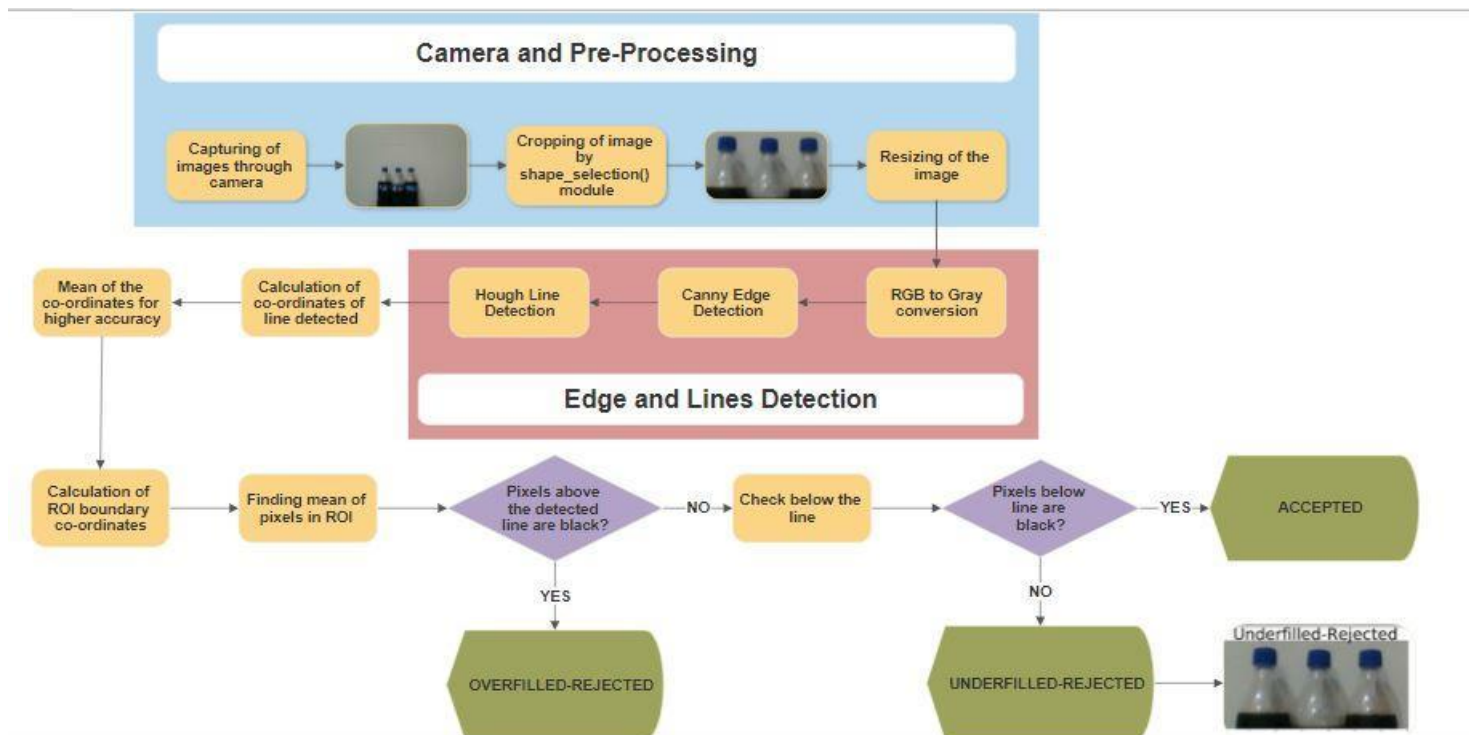 Camera and Pre-Processing
Capturing of
images through
camera
Cropping of image
by
shape_selection()
module
Resizing of the
image
Mean of the
co-ordinates for
higher accuracy
Calculation of
co-ordinates of
line detected
Hough Line
Detection
Canny Edge
Detection
RGB to Gray
conversion
Edge and Lines Detection
Calculation of
ROI boundary
co-ordinates
Finding mean of
pixels in ROI
Pixels above
the detected
line are black?
NO
Check below the
line
Pixels below
line are
black?
YES
ACCEPTED
YES
NO
OVERFILLED-REJECTED
UNDERFILLED-REJECTED
Underfilled-Rejected